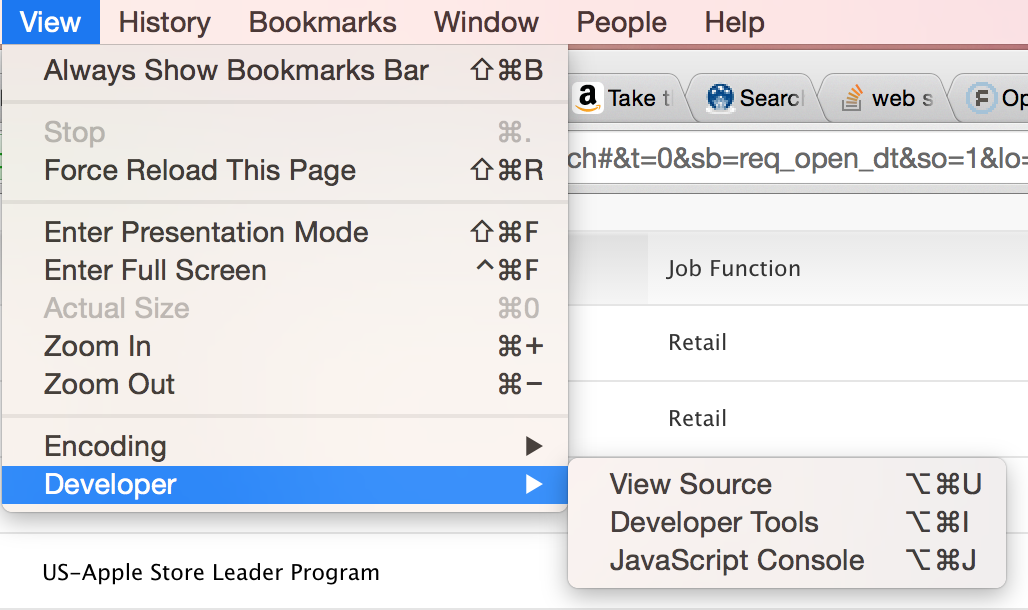 View History Bookmarks Window People Help
Always Show Bookmarks Bar ⇧⌘B
Take t Searc web s Op
Stop ⌘.
Force Reload This Page ⇧⌘R
ch#&t=0&sb=req_open_dt&so=1&lo=
Enter Presentation Mode ⇧⌘F
Enter Full Screen ^⌘F
Job Function
Actual Size ⌘0
Zoom In ⌘+
Retail
Zoom Out ⌘−
Retail
Encoding ▶
Developer ▶
View Source ⌥⌘U
Developer Tools ⌥⌘I
JavaScript Console ⌥⌘J
US-Apple Store Leader Program